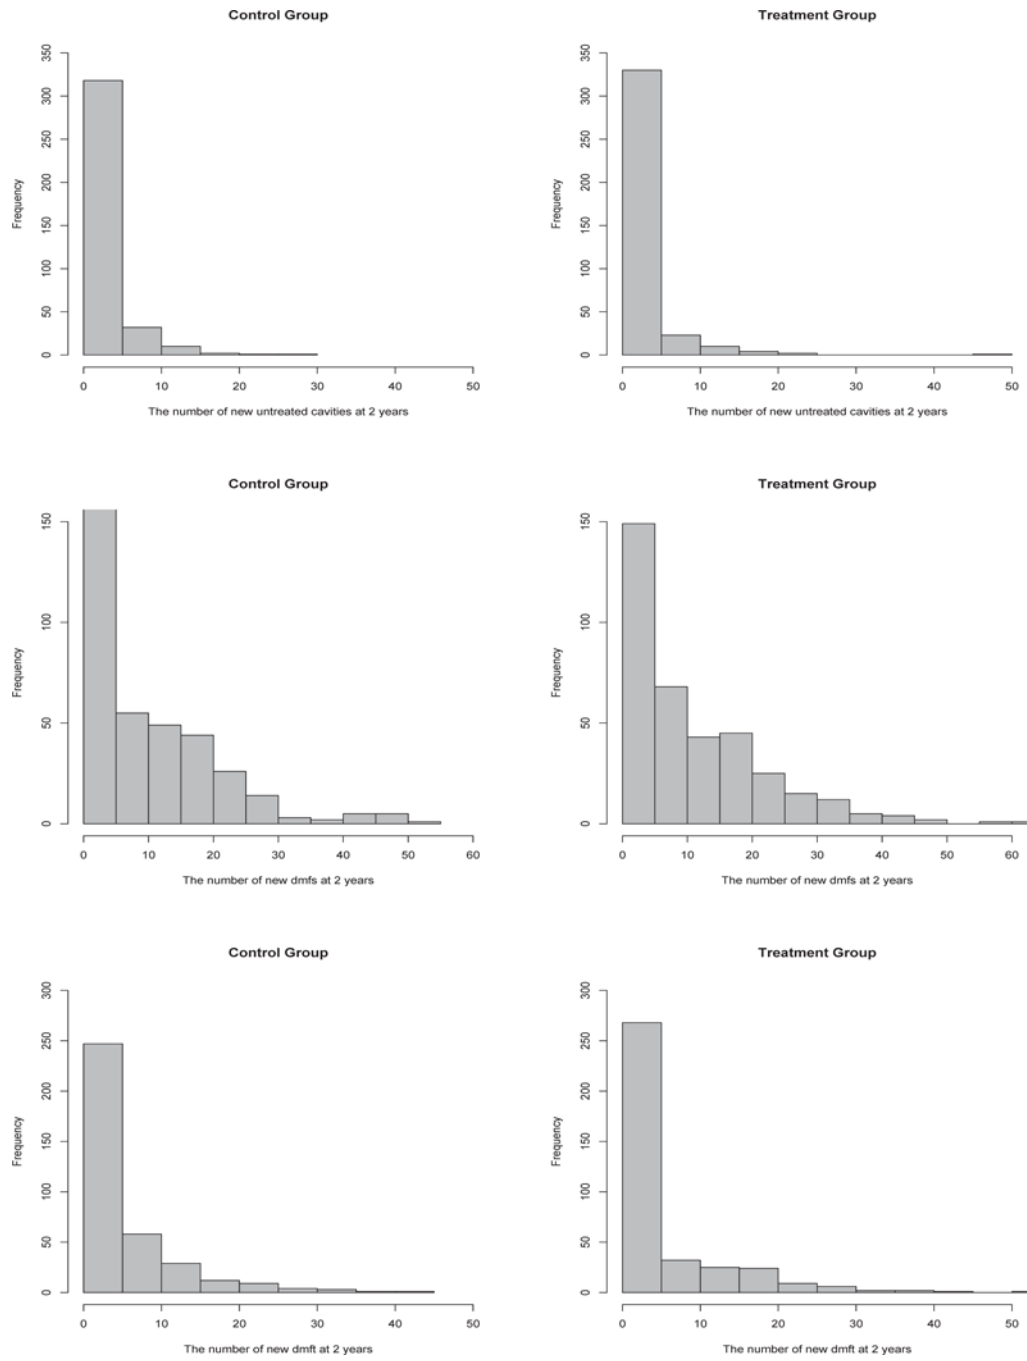 Control Group
Treatment Group
Frequency
0 50 100 150 200 250 300 350
0 10 20 30 40 50
The number of new untreated cavities at 2 years
Frequency
0 50 100 150 200 250 300 350
0 10 20 30 40 50
The number of new untreated cavities at 2 years
Control Group
Treatment Group
Frequency
0 50 100 150
0 10 20 30 40 50 60
The number of new dmfs at 2 years
Frequency
0 50 100 150
0 10 20 30 40 50 60
The number of new dmfs at 2 years
Control Group
Treatment Group
Frequency
0 50 100 150 200 250 300
0 10 20 30 40 50
The number of new dmft at 2 years
Frequency
0 50 100 150 200 250 300
0 10 20 30 40 50
The number of new dmft at 2 years